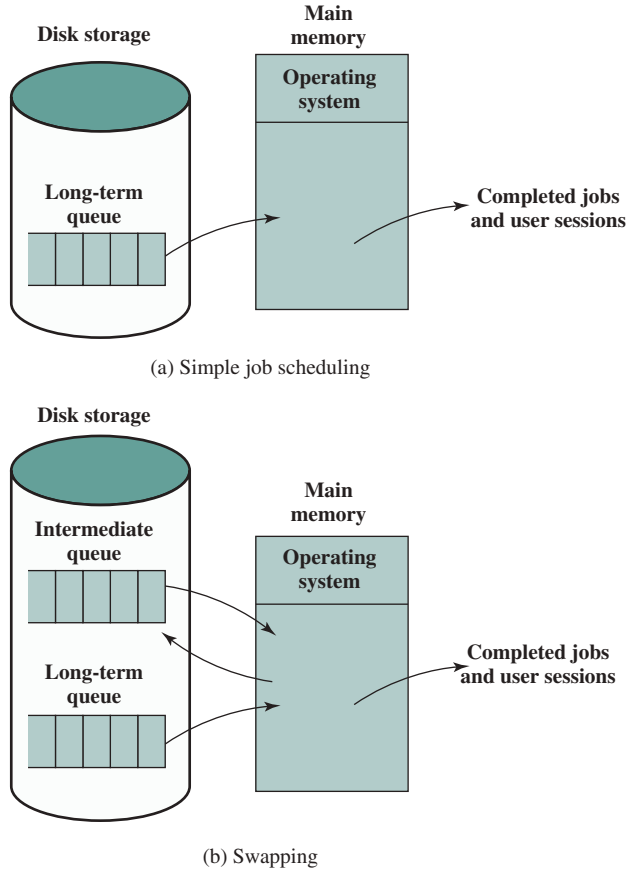 Disk storage
Main
memory
Operating
system
Long-term
queue
Completed jobs
and user sessions
(a) Simple job scheduling
Disk storage
Main
memory
Intermediate
queue
Operating
system
Long-term
queue
Completed jobs
and user sessions
(b) Swapping